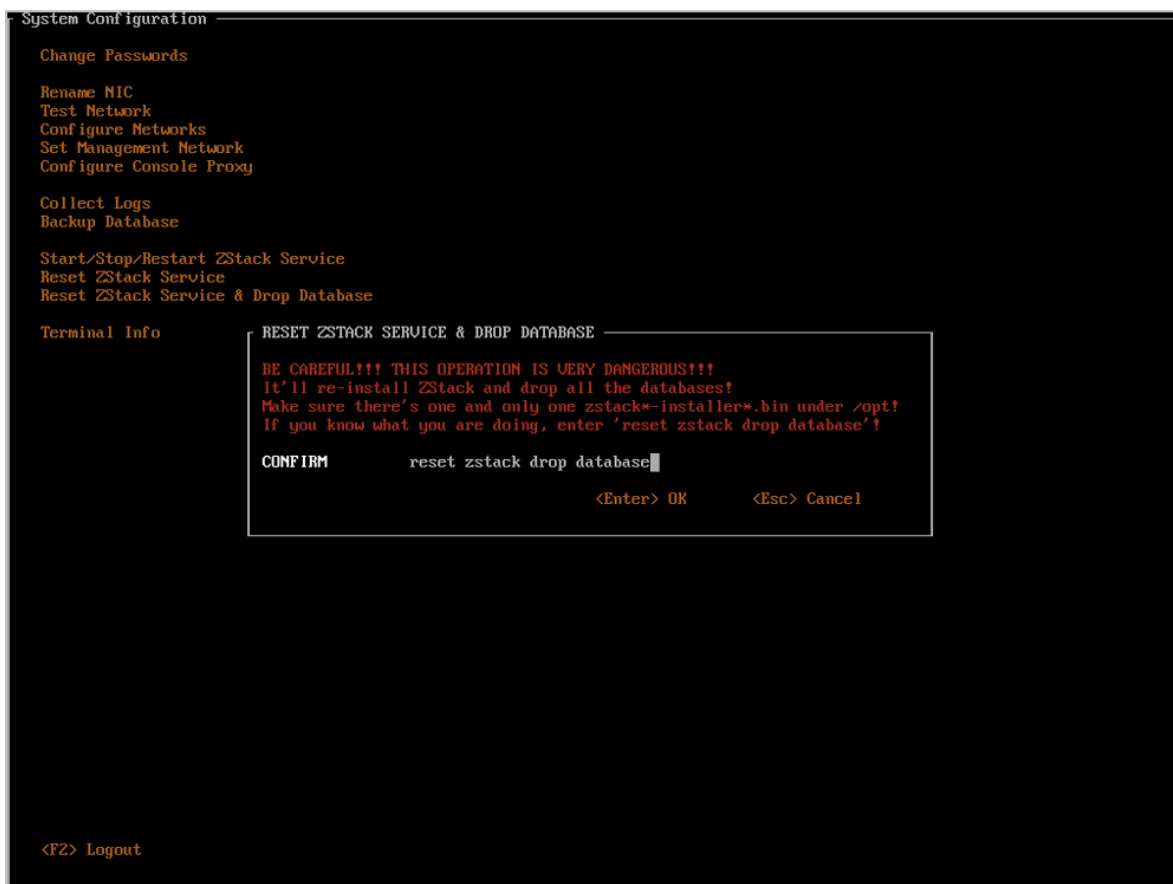 System Configuration
Change Passwords
Rename NIC
Test Network
Configure Networks
Set Management Network
Configure Console Proxy
Collect Logs
Backup Database
Start/Stop/Restart ZStack Service
Reset ZStack Service
Reset ZStack Service & Drop Database
Terminal Info
RESET ZSTACK SERVICE & DROP DATABASE
BE CAREFUL!!! THIS OPERATION IS VERY DANGEROUS!!!
It'll re-install ZStack and drop all the databases!
Make sure there's one and only one zstack*-installer*.bin under /opt!
If you know what you are doing, enter 'reset zstack drop database'!
CONFIRM reset zstack drop database
<Enter> OK <Esc> Cancel
<F2> Logout